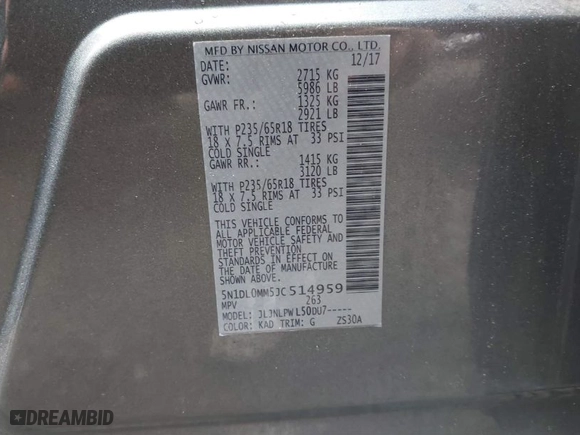 MFD BY NISSAN MOTOR CO., LTD.
DATE: 12/17
GVWR: 2715 KG
5986 LB
GAWR FR.: 1325 KG
2921 LB
WITH P235/65R18 TIRES
18 X 7.5 RIMS AT 33 PSI
COLD SINGLE
GAWR RR.: 1415 KG
3120 LB
WITH P235/65R18 TIRES
18 X 7.5 RIMS AT 33 PSI
COLD SINGLE
THIS VEHICLE CONFORMS TO
ALL APPLICABLE FEDERAL
MOTOR VEHICLE SAFETY AND
THEFT PREVENTION
STANDARDS IN EFFECT ON
THE DATE OF MANUFACTURE
SHOWN ABOVE.
5N1DL0MM5JC514959
MPV 263
MODEL: JLJNLPWL50DU7-----
COLOR: KAD TRIM: G ZS30A
DREAMBID